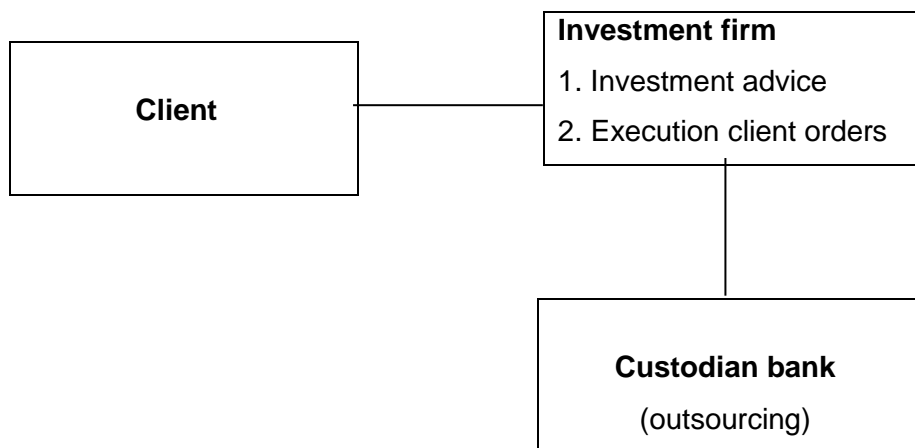 Client
Investment firm
1. Investment advice
2. Execution client orders
Custodian bank
(outsourcing)